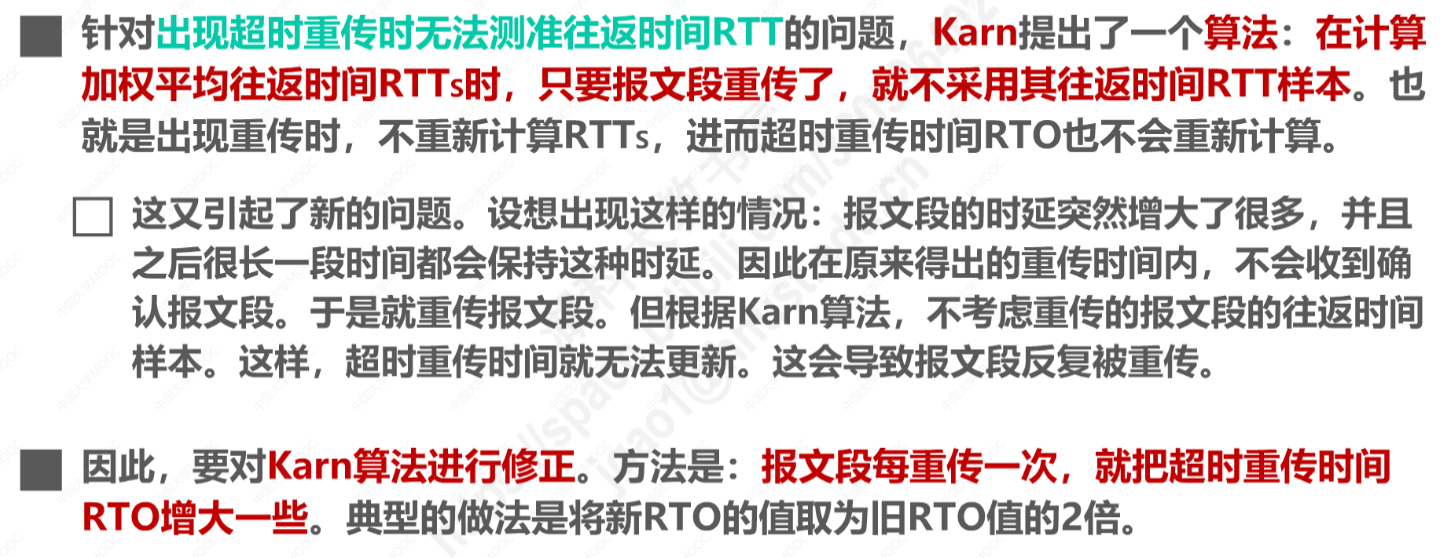 针对出现超时重传时无法测准往返时间RTT的问题，Karn提出了一个算法：在计算
加权平均往返时间RTTs时，只要报文段重传了，就不采用其往返时间RTT样本。也
就是出现重传时，不重新计算RTTs，进而超时重传时间RTO也不会重新计算。
这又引起了新的问题。设想出现这样的情况：报文段的时延突然增大了很多，并且
之后很长一段时间都会保持这种时延。因此在原来得出的重传时间内，不会收到确
认报文段。于是就重传报文段。但根据Karn算法，不考虑重传的报文段的往返时间
样本。这样，超时重传时间就无法更新。这会导致报文段反复被重传。
因此，要对Karn算法进行修正。方法是：报文段每重传一次，就把超时重传时间
RTO增大一些。典型的做法是将新RTO的值取为旧RTO值的2倍。